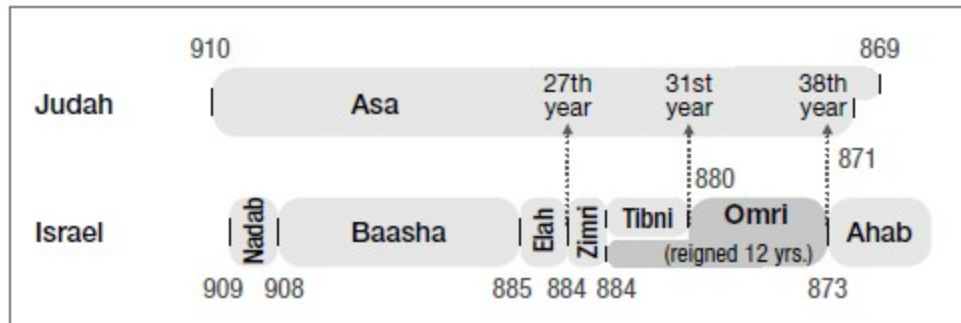 910
869
27th year
31st year
38th year
Judah
Asa
871
880
Israel
Nadab
Baasha
Elah
Zimri
Tibni
Omri
(reigned 12 yrs.)
Ahab
909
908
885
884
884
873